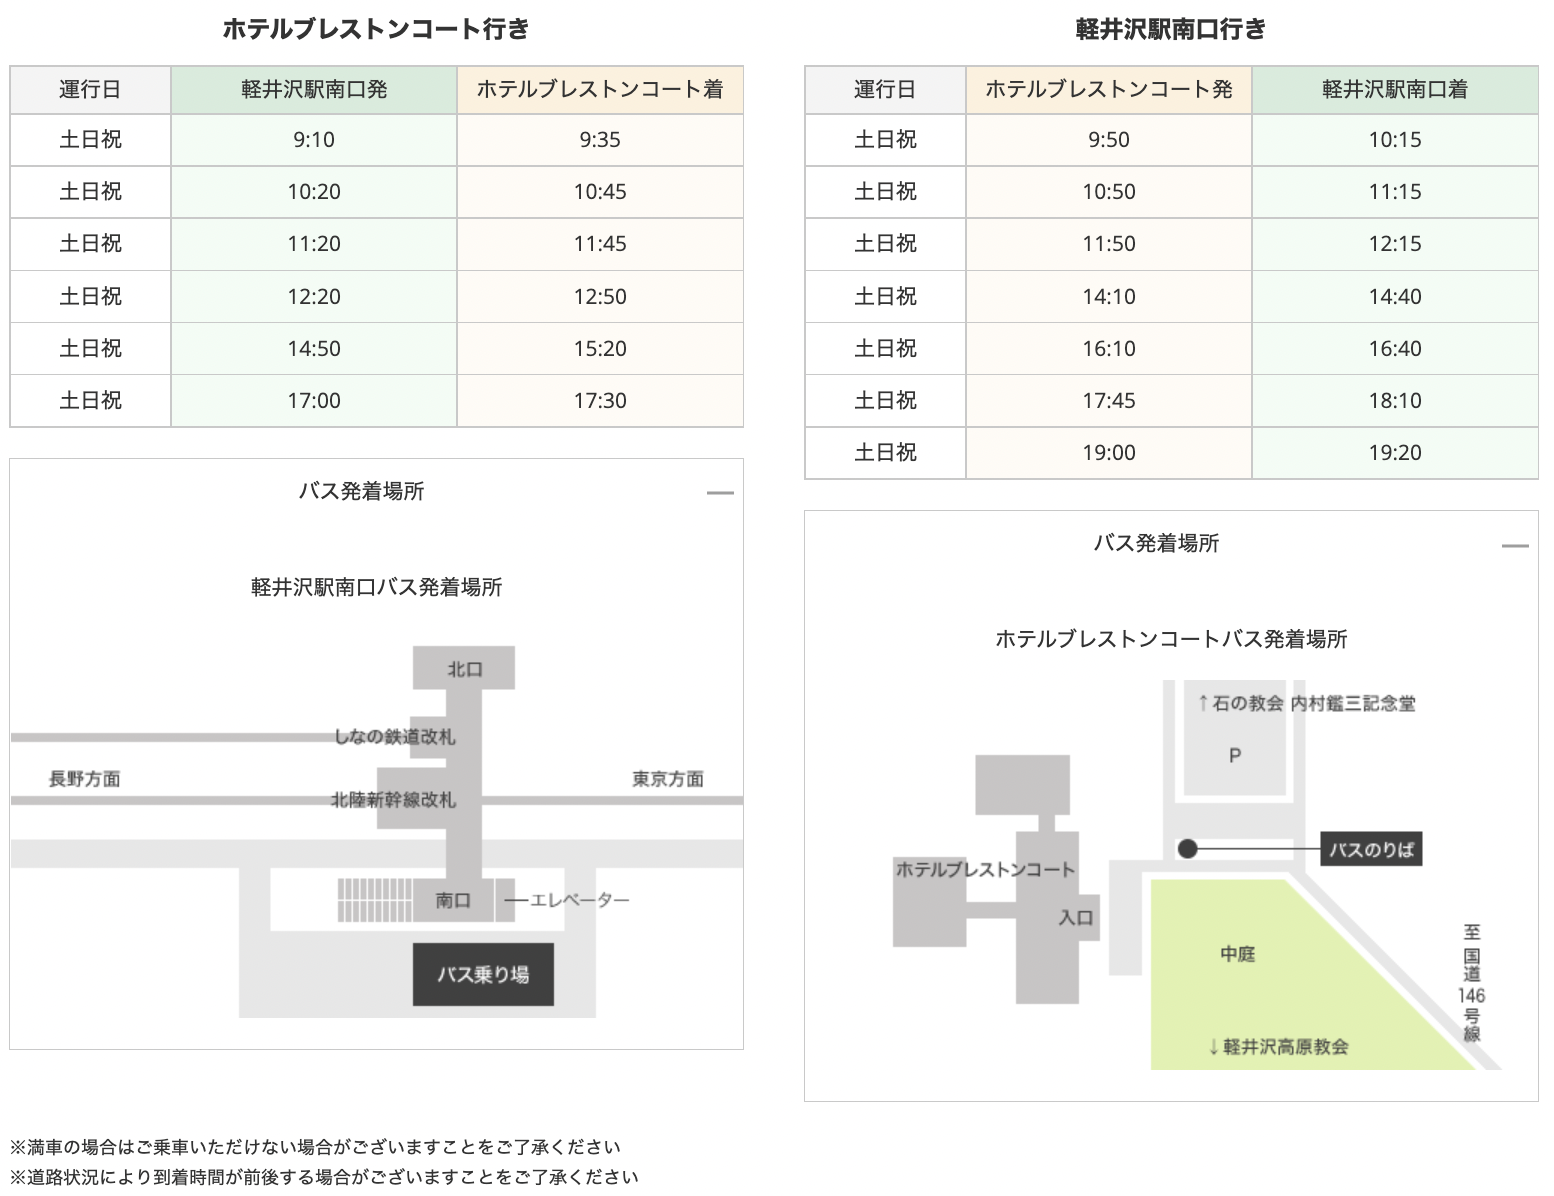 ホテルブレストンコート行き
運行日 軽井沢駅南口発 ホテルブレストンコート着
土日祝 9:10 9:35
土日祝 10:20 10:45
土日祝 11:20 11:45
土日祝 12:20 12:50
土日祝 14:50 15:20
土日祝 17:00 17:30
バス発着場所
軽井沢駅南口バス発着場所
北口
しなの鉄道改札
長野方面
東京方面
北陸新幹線改札
南口
エレベーター
バス乗り場
軽井沢駅南口行き
運行日 ホテルブレストンコート発 軽井沢駅南口着
土日祝 9:50 10:15
土日祝 10:50 11:15
土日祝 11:50 12:15
土日祝 14:10 14:40
土日祝 16:10 16:40
土日祝 17:45 18:10
土日祝 19:00 19:20
バス発着場所
ホテルブレストンコートバス発着場所
↑石の教会 内村鑑三記念堂
P
バスのりば
ホテルブレストンコート
入口
中庭
至国道146号線
↓軽井沢高原教会
※満車の場合はご乗車いただけない場合がございますことをご了承ください
※道路状況により到着時間が前後する場合がございますことをご了承ください